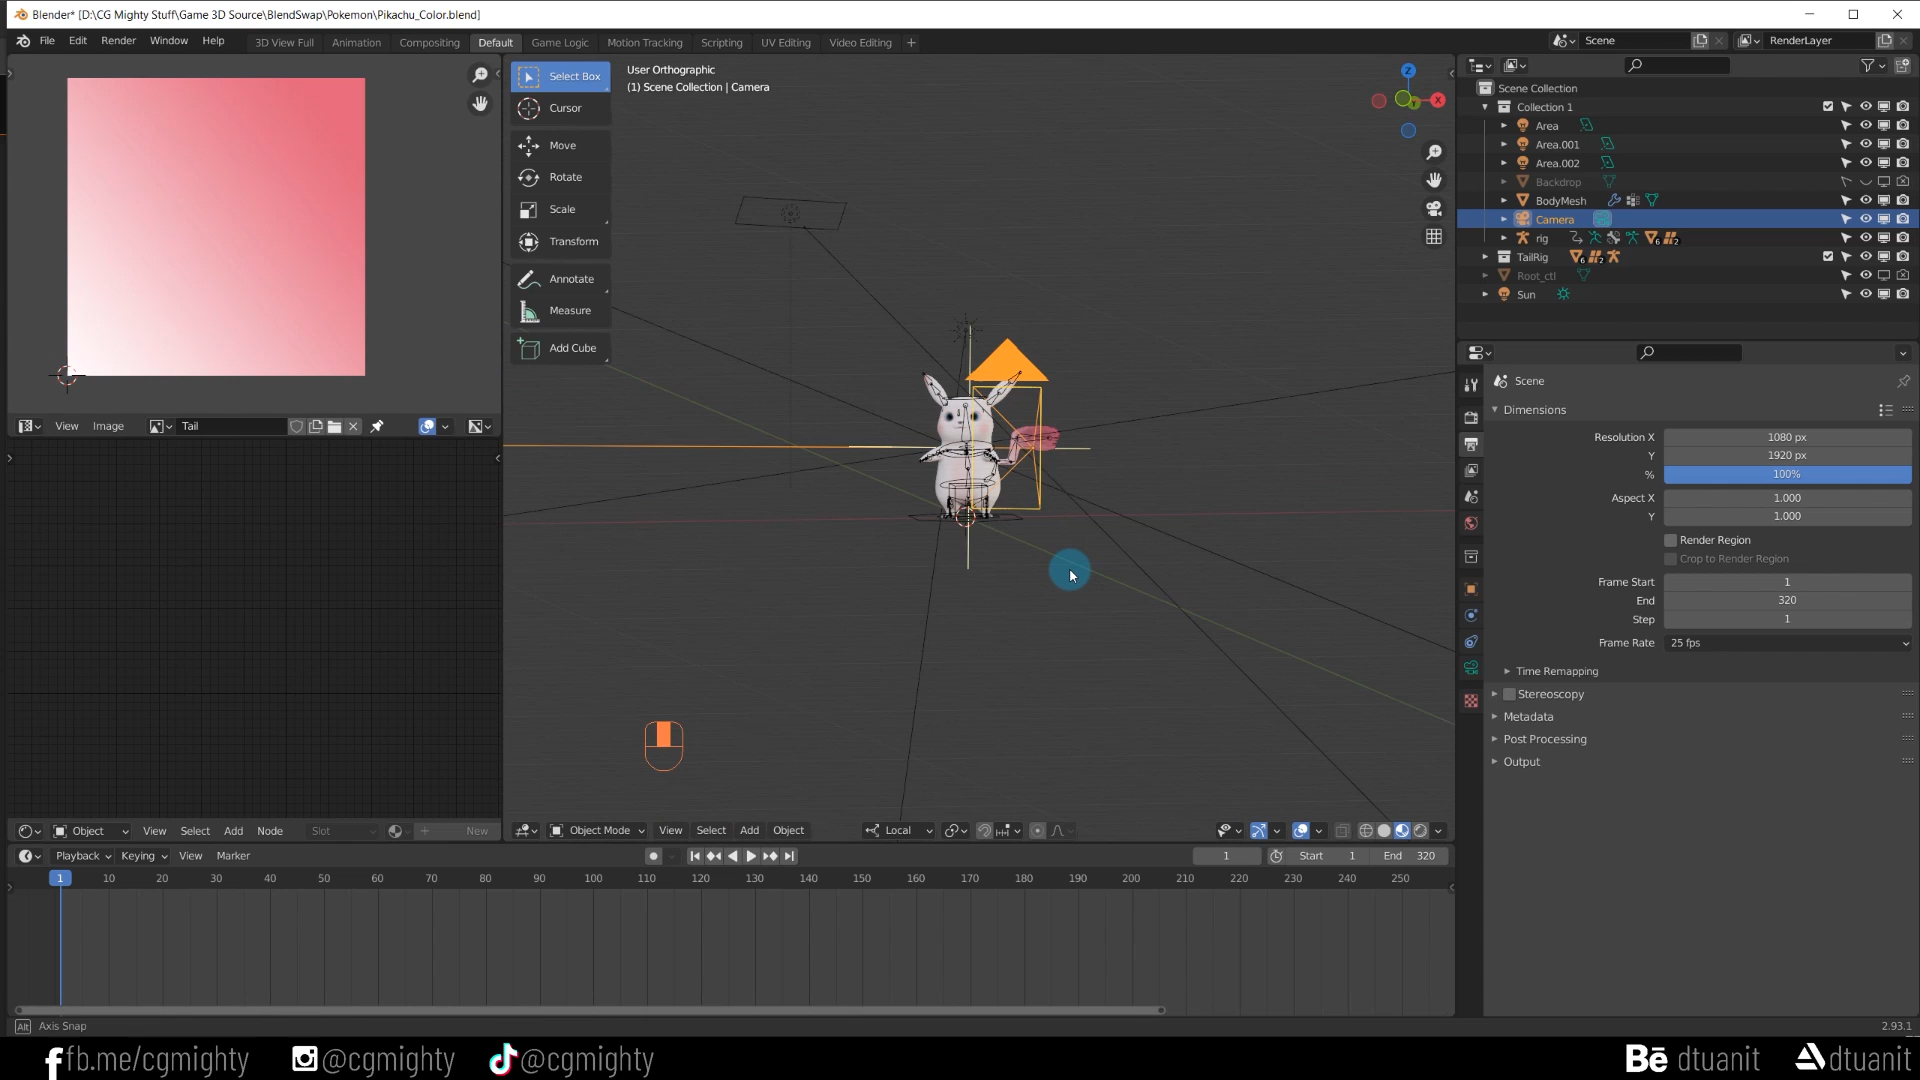 Blender* [D:\CG Mighty Stuff\Game 3D Source\BlendSwap\Pokemon\Pikachu_Color.blend]
File Edit Render Window Help 3D View Full Animation Compositing Default Game Logic Motion Tracking Scripting UV Editing Video Editing + Scene RenderLayer
Select Box
Cursor
Move
Rotate
Scale
Transform
Annotate
Measure
Add Cube
User Orthographic
(1) Scene Collection | Camera
Z
X
Y
Scene Collection
Collection 1
Area
Area.001
Area.002
Backdrop
BodyMesh
Camera
rig 6 2
TailRig 6 2
Root_ctl
Sun
Scene
Dimensions
Resolution X 1080 px
Y 1920 px
% 100%
Aspect X 1.000
Y 1.000
Render Region
Crop to Render Region
Frame Start 1
End 320
Step 1
Frame Rate 25 fps
Time Remapping
Stereoscopy
Metadata
Post Processing
Output
View Image Tail
Object View Select Add Node Slot New
Object Mode View Select Add Object Local
Playback Keying View Marker 1 Start 1 End 320
1 10 20 30 40 50 60 70 80 90 100 110 120 130 140 150 160 170 180 190 200 210 220 230 240 250
Alt Axis Snap 2.93.1
fb.me/cgmighty @cgmighty @cgmighty Bē dtuanit dtuanit